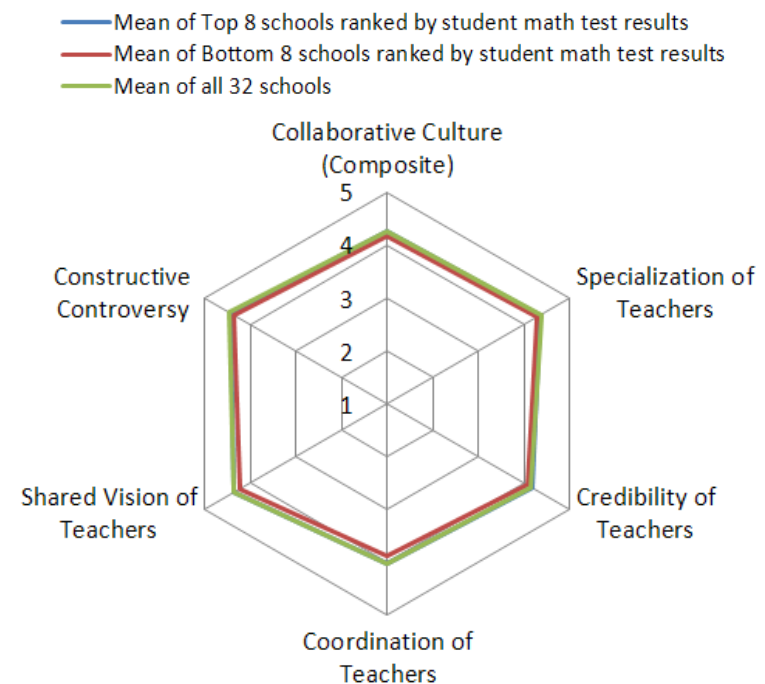 Mean of Top 8 schools ranked by student math test results
Mean of Bottom 8 schools ranked by student math test results
Mean of all 32 schools
Collaborative Culture
(Composite)
5
4
3
2
1
Specialization of
Teachers
Credibility of
Teachers
Coordination of
Teachers
Shared Vision of
Teachers
Constructive
Controversy